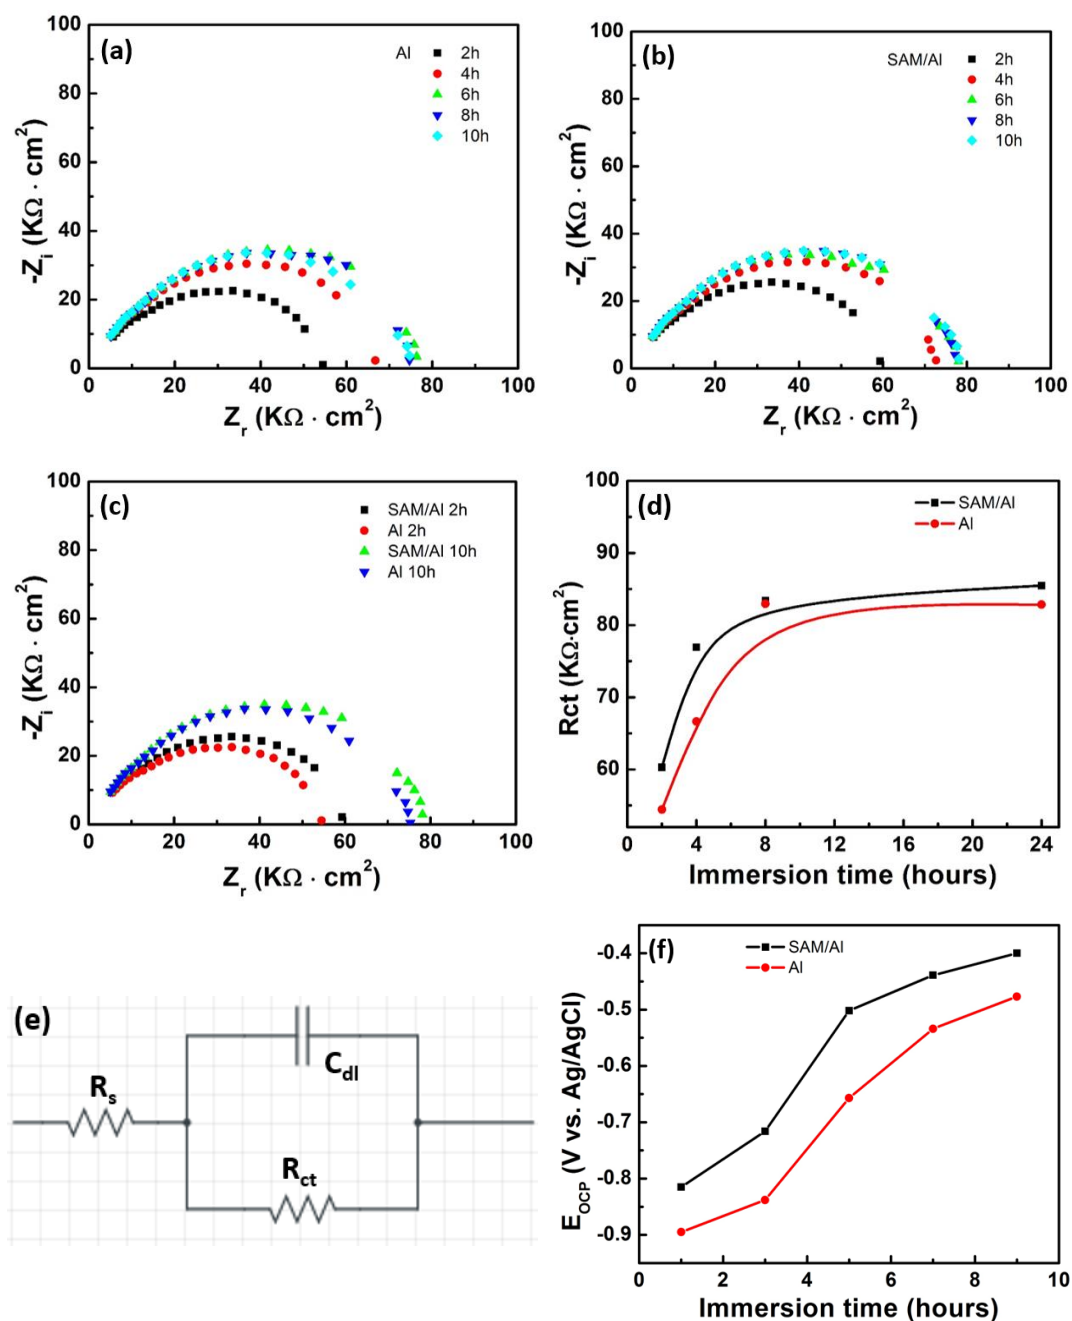 (a)
Al
2h
4h
6h
8h
10h
100
80
60
40
20
0
0 20 40 60 80 100
-Zi (KΩ · cm²)
Zr (KΩ · cm²)
(b)
SAM/Al
2h
4h
6h
8h
10h
100
80
60
40
20
0
0 20 40 60 80 100
-Zi (KΩ · cm²)
Zr (KΩ · cm²)
(c)
SAM/Al 2h
Al 2h
SAM/Al 10h
Al 10h
100
80
60
40
20
0
0 20 40 60 80 100
-Zi (KΩ · cm²)
Zr (KΩ · cm²)
(d)
SAM/Al
Al
100
90
80
70
60
0 4 8 12 16 20 24
Rct (KΩ·cm²)
Immersion time (hours)
(e)
Cdl
Rs
Rct
(f)
SAM/Al
Al
-0.4
-0.5
-0.6
-0.7
-0.8
-0.9
0 2 4 6 8 10
EOCP (V vs. Ag/AgCl)
Immersion time (hours)